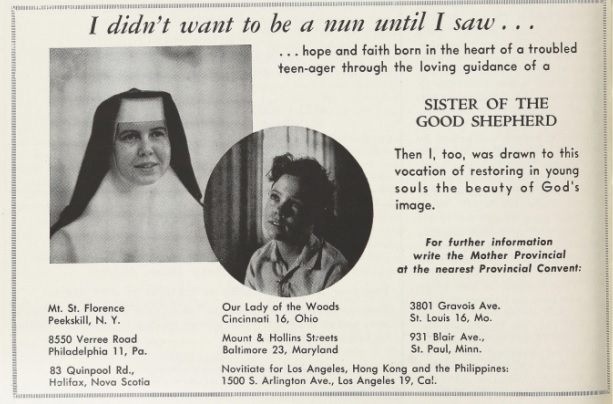 I didn't want to be a nun until I saw . . .
. . . hope and faith born in the heart of a troubled
teen-ager through the loving guidance of a
SISTER OF THE
GOOD SHEPHERD
Then I, too, was drawn to this
vocation of restoring in young
souls the beauty of God's
image.
For further information
write the Mother Provincial
at the nearest Provincial Convent:
Mt. St. Florence
Peekskill, N. Y.
8550 Verree Road
Philadelphia 11, Pa.
83 Quinpool Rd.,
Halifax, Nova Scotia
Our Lady of the Woods
Cincinnati 16, Ohio
Mount & Hollins Streets
Baltimore 23, Maryland
3801 Gravois Ave.
St. Louis 16, Mo.
931 Blair Ave.,
St. Paul, Minn.
Novitiate for Los Angeles, Hong Kong and the Philippines:
1500 S. Arlington Ave., Los Angeles 19, Cal.